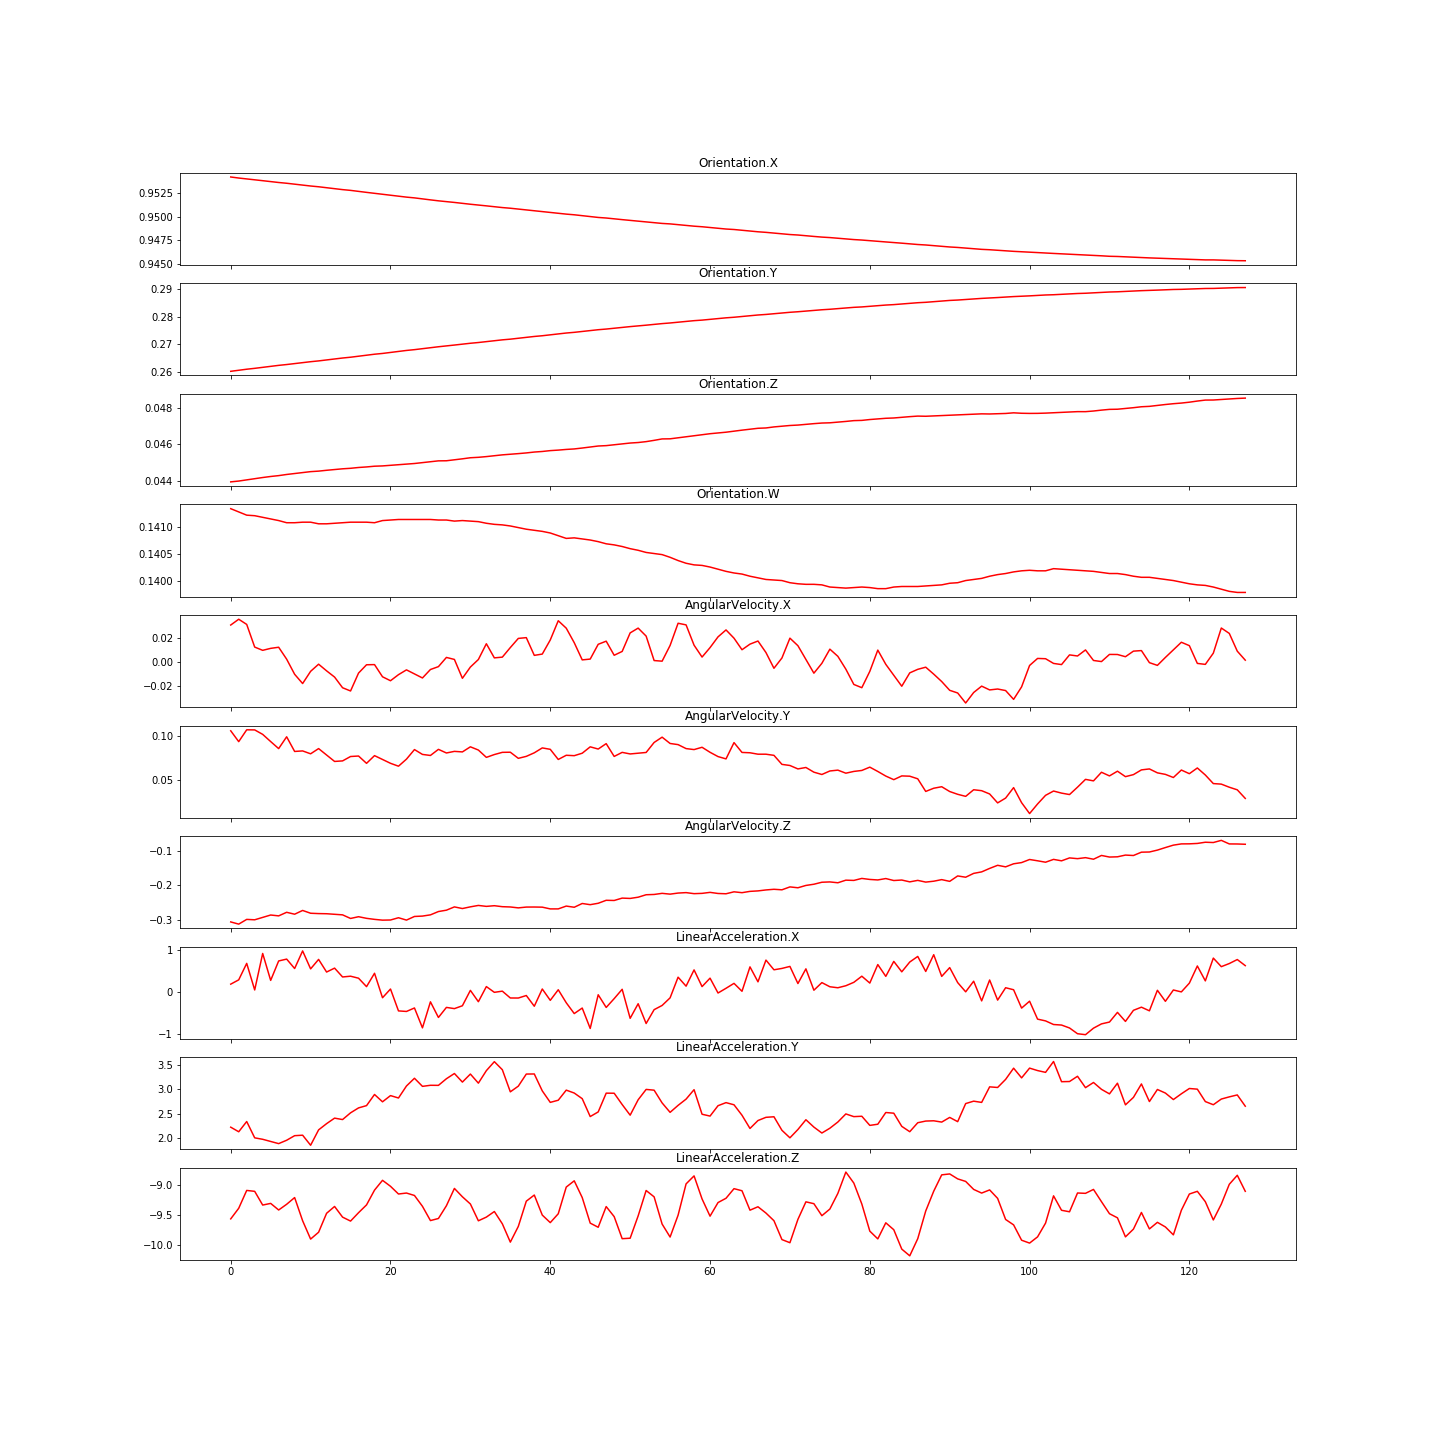 Orientation.X
0.9525
0.9500
0.9475
0.9450
Orientation.Y
0.29
0.28
0.27
0.26
Orientation.Z
0.048
0.046
0.044
Orientation.W
0.1410
0.1405
0.1400
AngularVelocity.X
0.02
0.00
−0.02
AngularVelocity.Y
0.10
0.05
AngularVelocity.Z
−0.1
−0.2
−0.3
LinearAcceleration.X
1
0
−1
LinearAcceleration.Y
3.5
3.0
2.5
2.0
LinearAcceleration.Z
−9.0
−9.5
−10.0
0 20 40 60 80 100 120